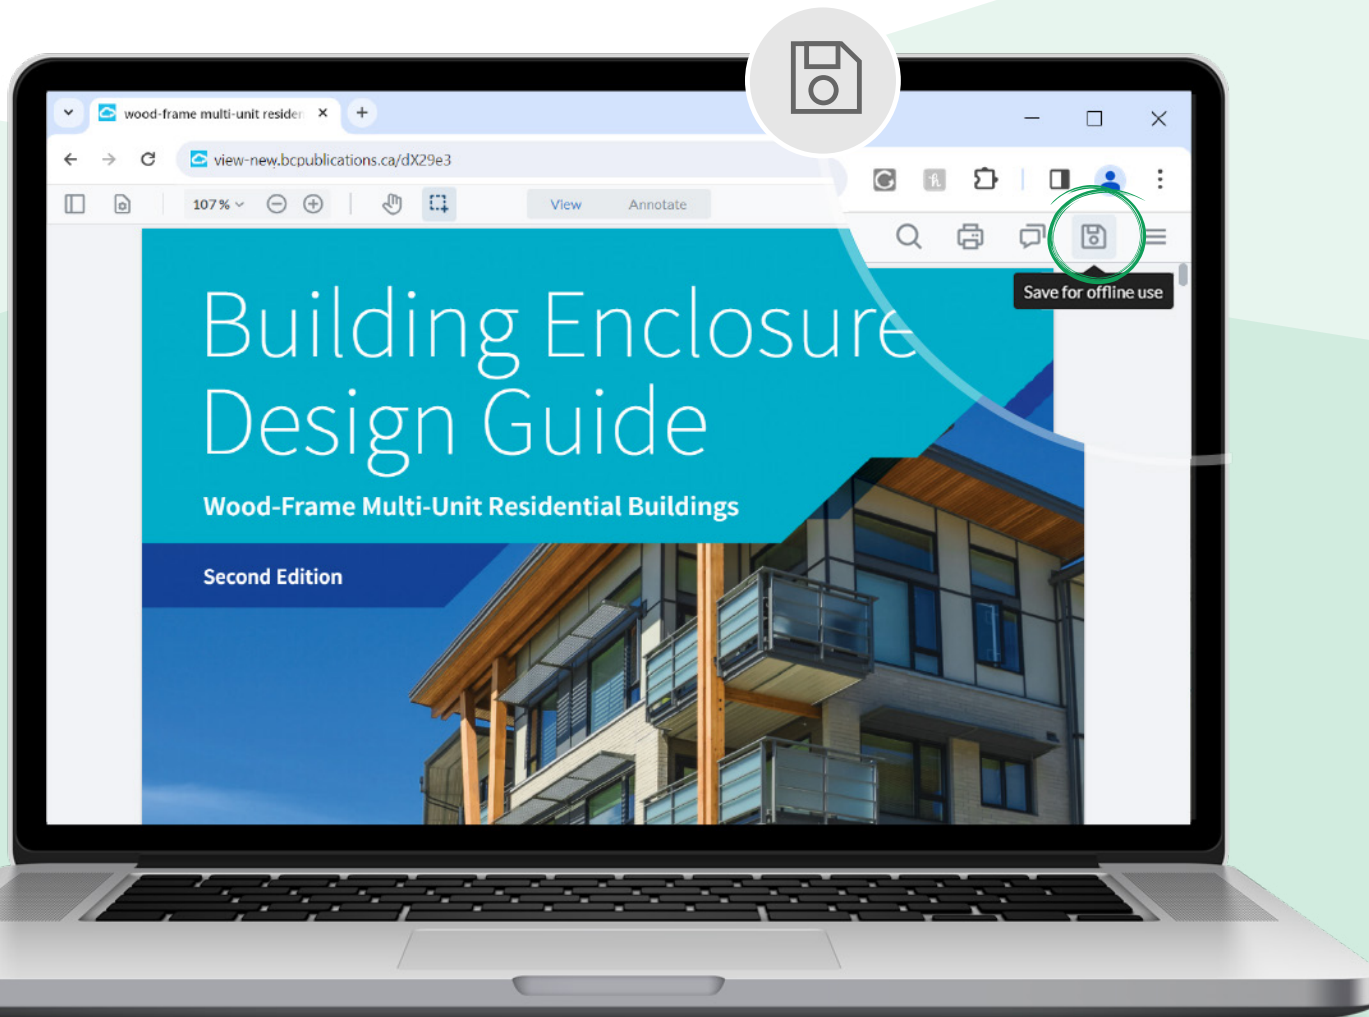 wood-frame multi-unit resider
view-new.bcpublications.ca/dX29e3
107%
View
Annotate
Save for offline use
Building Enclosure
Design Guide
Wood-Frame Multi-Unit Residential Buildings
Second Edition